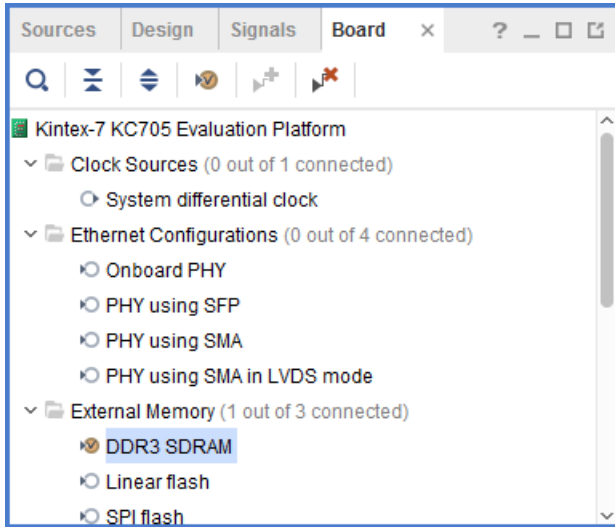 Sources Design Signals Board × ?
Kintex-7 KC705 Evaluation Platform
Clock Sources (0 out of 1 connected)
System differential clock
Ethernet Configurations (0 out of 4 connected)
Onboard PHY
PHY using SFP
PHY using SMA
PHY using SMA in LVDS mode
External Memory (1 out of 3 connected)
DDR3 SDRAM
Linear flash
SPI flash